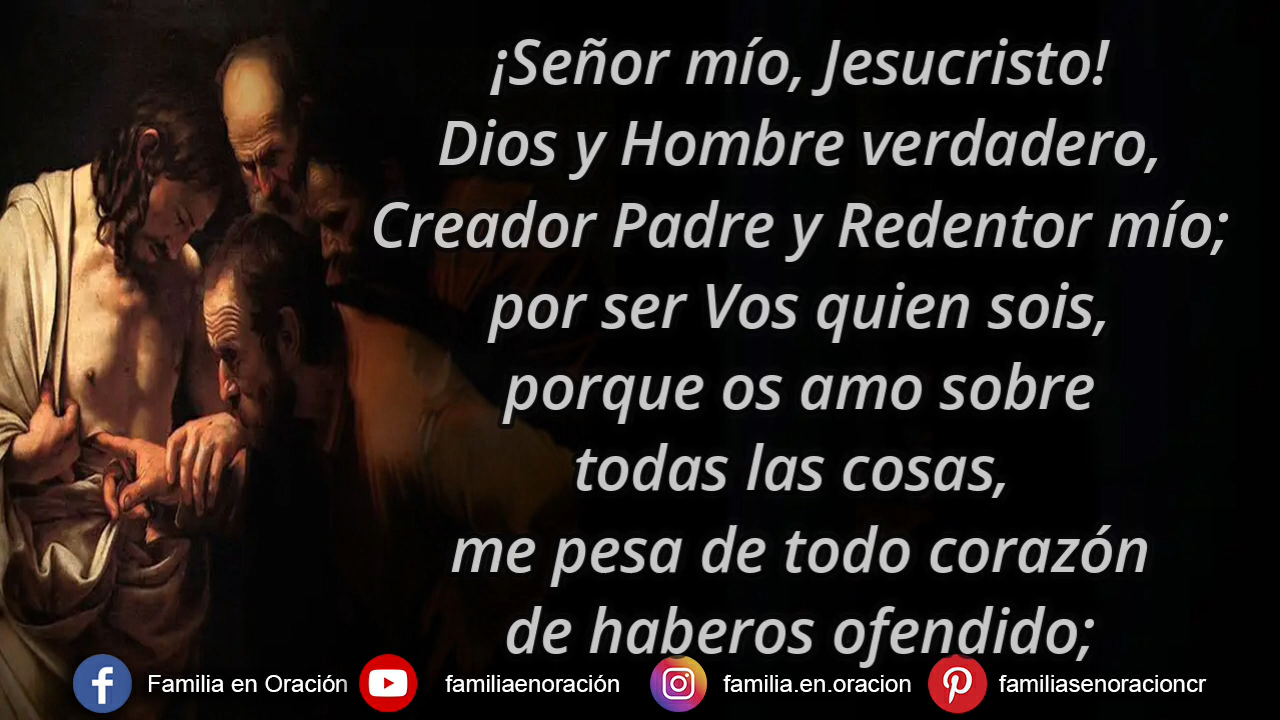 ¡Señor mío, Jesucristo!
Dios y Hombre verdadero,
Creador Padre y Redentor mío;
por ser Vos quien sois,
porque os amo sobre
todas las cosas,
me pesa de todo corazón
de haberos ofendido;
Familia en Oración familiaenoración familia.en.oracion familiasenoracioncr